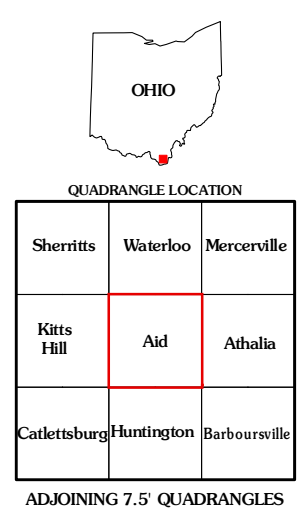 OHIO
QUADRANGLE LOCATION
Sherritts Waterloo Mercerville
Kitts
Hill
Aid Athalia
Catlettsburg Huntington Barboursville
ADJOINING 7.5' QUADRANGLES